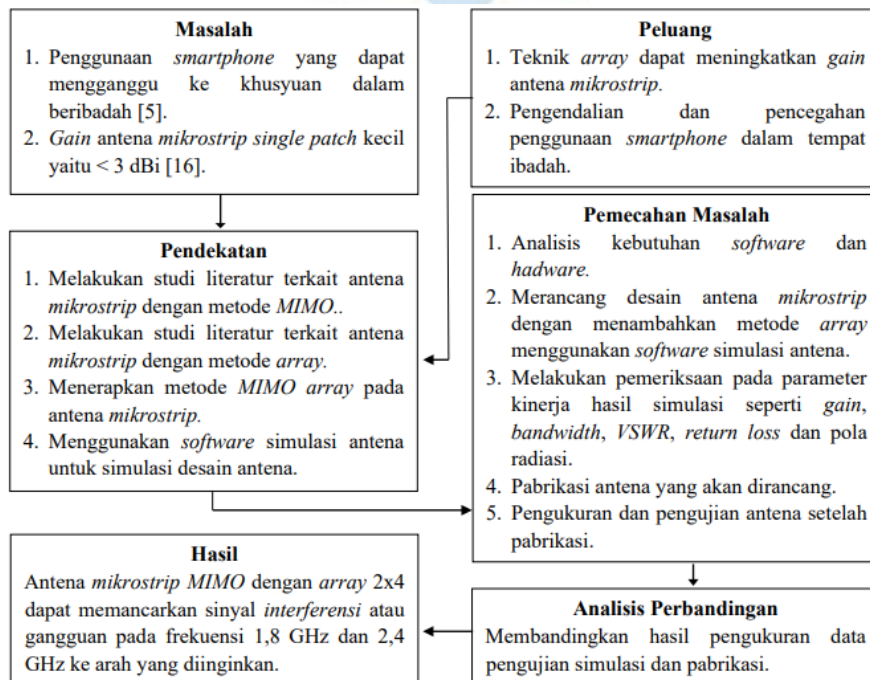 Masalah
1. Penggunaan smartphone yang dapat
mengganggu ke khusyuan dalam
beribadah [5].
2. Gain antena mikrostrip single patch kecil
yaitu < 3 dBi [16].
Peluang
1. Teknik array dapat meningkatkan gain
antena mikrostrip.
2. Pengendalian dan pencegahan
penggunaan smartphone dalam tempat
ibadah.
Pendekatan
1. Melakukan studi literatur terkait antena
mikrostrip dengan metode MIMO..
2. Melakukan studi literatur terkait antena
mikrostrip dengan metode array.
3. Menerapkan metode MIMO array pada
antena mikrostrip.
4. Menggunakan software simulasi antena
untuk simulasi desain antena.
Pemecahan Masalah
1. Analisis kebutuhan software dan
hadware.
2. Merancang desain antena mikrostrip
dengan menambahkan metode array
menggunakan software simulasi antena.
3. Melakukan pemeriksaan pada parameter
kinerja hasil simulasi seperti gain,
bandwidth, VSWR, return loss dan pola
radiasi.
4. Pabrikasi antena yang akan dirancang.
5. Pengukuran dan pengujian antena setelah
pabrikasi.
Hasil
Antena mikrostrip MIMO dengan array 2x4
dapat memancarkan sinyal interferensi atau
gangguan pada frekuensi 1,8 GHz dan 2,4
GHz ke arah yang diinginkan.
Analisis Perbandingan
Membandingkan hasil pengukuran data
pengujian simulasi dan pabrikasi.